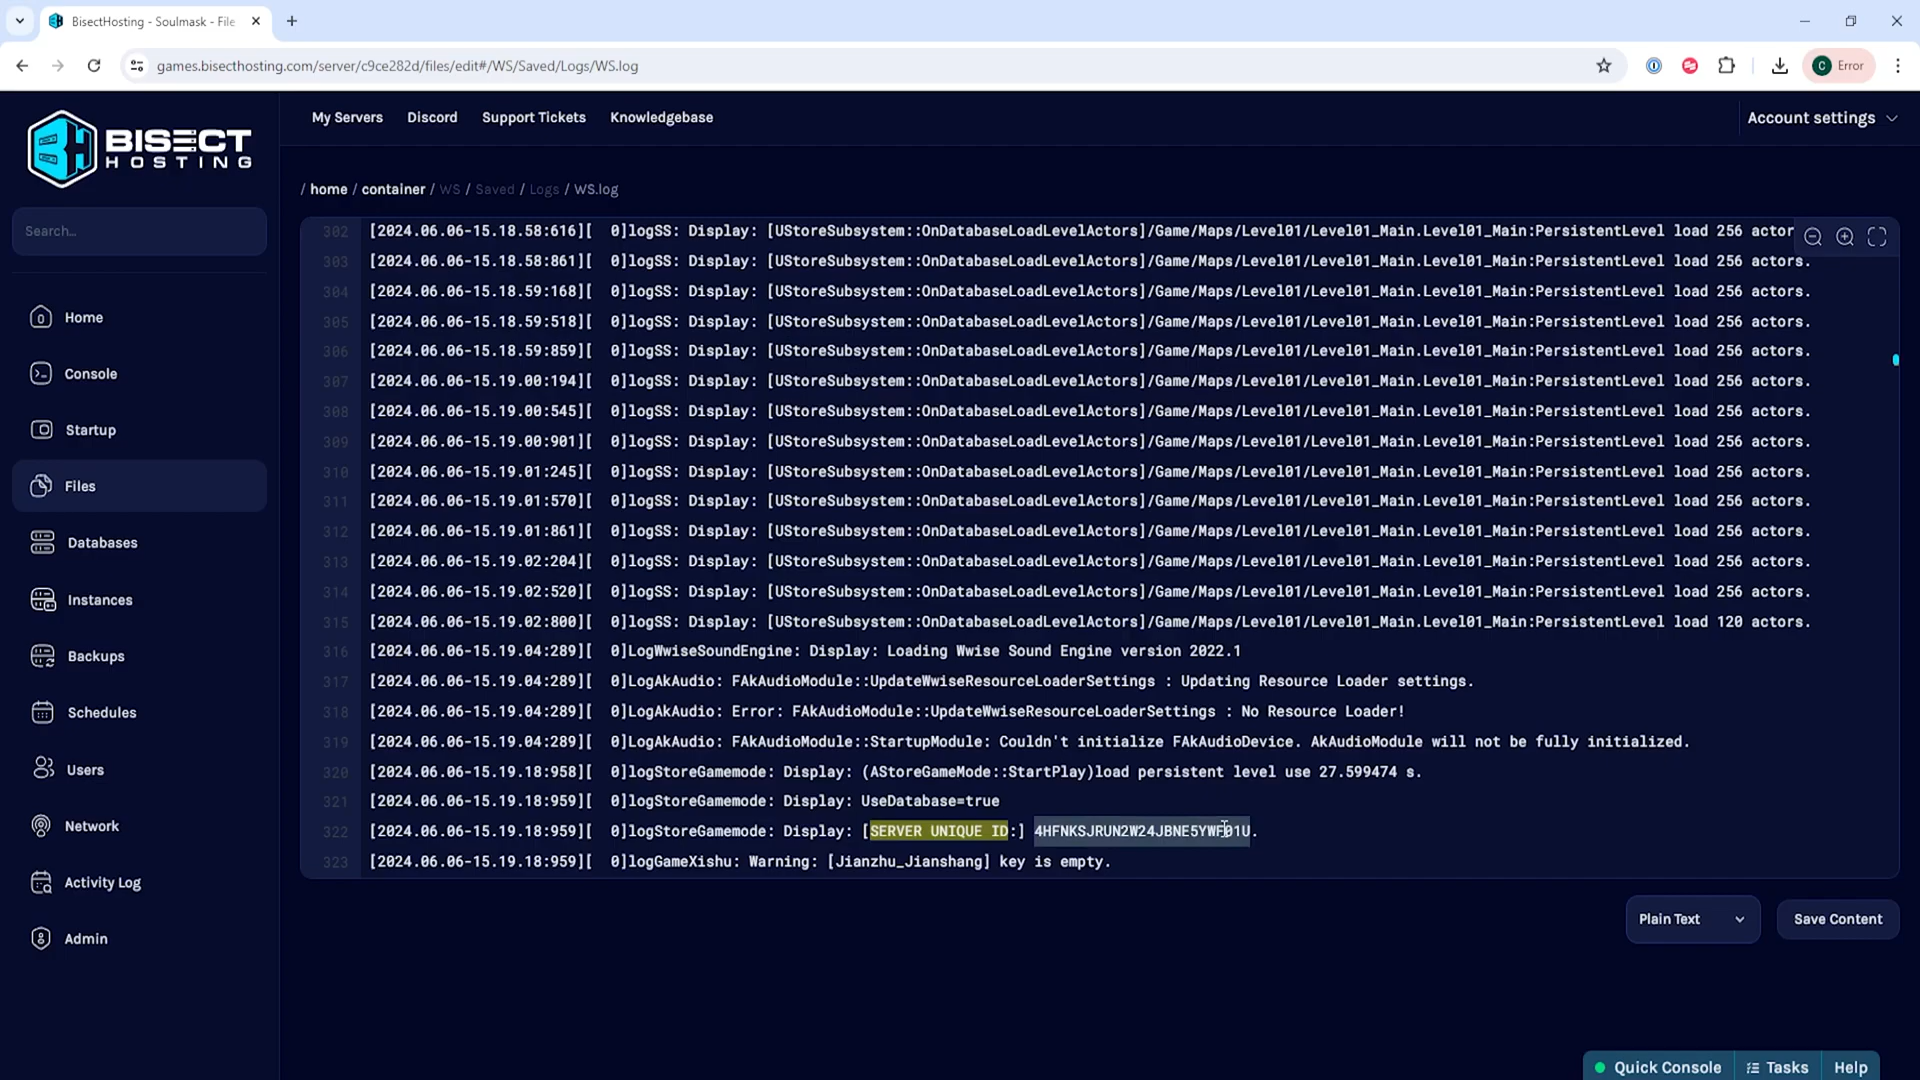 BisectHosting - Soulmask - File
games.bisecthosting.com/server/c9ce282d/files/edit#/WS/Saved/Logs/WS.log
C Error
BISECT
HOSTING
My Servers Discord Support Tickets Knowledgebase
Account settings
/ home / container / WS / Saved / Logs / WS.log
Search...
Home
Console
Startup
Files
Databases
Instances
Backups
Schedules
Users
Network
Activity Log
Admin
302 [2024.06.06-15.18.58:616][  0]logSS: Display: [UStoreSubsystem::OnDatabaseLoadLevelActors]/Game/Maps/Level01/Level01_Main.Level01_Main:PersistentLevel load 256 actor
303 [2024.06.06-15.18.58:861][  0]logSS: Display: [UStoreSubsystem::OnDatabaseLoadLevelActors]/Game/Maps/Level01/Level01_Main.Level01_Main:PersistentLevel load 256 actors.
304 [2024.06.06-15.18.59:168][  0]logSS: Display: [UStoreSubsystem::OnDatabaseLoadLevelActors]/Game/Maps/Level01/Level01_Main.Level01_Main:PersistentLevel load 256 actors.
305 [2024.06.06-15.18.59:518][  0]logSS: Display: [UStoreSubsystem::OnDatabaseLoadLevelActors]/Game/Maps/Level01/Level01_Main.Level01_Main:PersistentLevel load 256 actors.
306 [2024.06.06-15.18.59:859][  0]logSS: Display: [UStoreSubsystem::OnDatabaseLoadLevelActors]/Game/Maps/Level01/Level01_Main.Level01_Main:PersistentLevel load 256 actors.
307 [2024.06.06-15.19.00:194][  0]logSS: Display: [UStoreSubsystem::OnDatabaseLoadLevelActors]/Game/Maps/Level01/Level01_Main.Level01_Main:PersistentLevel load 256 actors.
308 [2024.06.06-15.19.00:545][  0]logSS: Display: [UStoreSubsystem::OnDatabaseLoadLevelActors]/Game/Maps/Level01/Level01_Main.Level01_Main:PersistentLevel load 256 actors.
309 [2024.06.06-15.19.00:901][  0]logSS: Display: [UStoreSubsystem::OnDatabaseLoadLevelActors]/Game/Maps/Level01/Level01_Main.Level01_Main:PersistentLevel load 256 actors.
310 [2024.06.06-15.19.01:245][  0]logSS: Display: [UStoreSubsystem::OnDatabaseLoadLevelActors]/Game/Maps/Level01/Level01_Main.Level01_Main:PersistentLevel load 256 actors.
311 [2024.06.06-15.19.01:570][  0]logSS: Display: [UStoreSubsystem::OnDatabaseLoadLevelActors]/Game/Maps/Level01/Level01_Main.Level01_Main:PersistentLevel load 256 actors.
312 [2024.06.06-15.19.01:861][  0]logSS: Display: [UStoreSubsystem::OnDatabaseLoadLevelActors]/Game/Maps/Level01/Level01_Main.Level01_Main:PersistentLevel load 256 actors.
313 [2024.06.06-15.19.02:204][  0]logSS: Display: [UStoreSubsystem::OnDatabaseLoadLevelActors]/Game/Maps/Level01/Level01_Main.Level01_Main:PersistentLevel load 256 actors.
314 [2024.06.06-15.19.02:520][  0]logSS: Display: [UStoreSubsystem::OnDatabaseLoadLevelActors]/Game/Maps/Level01/Level01_Main.Level01_Main:PersistentLevel load 256 actors.
315 [2024.06.06-15.19.02:800][  0]logSS: Display: [UStoreSubsystem::OnDatabaseLoadLevelActors]/Game/Maps/Level01/Level01_Main.Level01_Main:PersistentLevel load 120 actors.
316 [2024.06.06-15.19.04:289][  0]LogWwiseSoundEngine: Display: Loading Wwise Sound Engine version 2022.1
317 [2024.06.06-15.19.04:289][  0]LogAkAudio: FAkAudioModule::UpdateWwiseResourceLoaderSettings : Updating Resource Loader settings.
318 [2024.06.06-15.19.04:289][  0]LogAkAudio: Error: FAkAudioModule::UpdateWwiseResourceLoaderSettings : No Resource Loader!
319 [2024.06.06-15.19.04:289][  0]LogAkAudio: FAkAudioModule::StartupModule: Couldn't initialize FAkAudioDevice. AkAudioModule will not be fully initialized.
320 [2024.06.06-15.19.18:958][  0]logStoreGamemode: Display: (AStoreGameMode::StartPlay)load persistent level use 27.599474 s.
321 [2024.06.06-15.19.18:959][  0]logStoreGamemode: Display: UseDatabase=true
322 [2024.06.06-15.19.18:959][  0]logStoreGamemode: Display: [SERVER UNIQUE ID:] 4HFNKSJRUN2W24JBNE5YWF01U.
323 [2024.06.06-15.19.18:959][  0]logGameXishu: Warning: [Jianzhu_Jianshang] key is empty.
Plain Text
Save Content
Quick Console Tasks Help